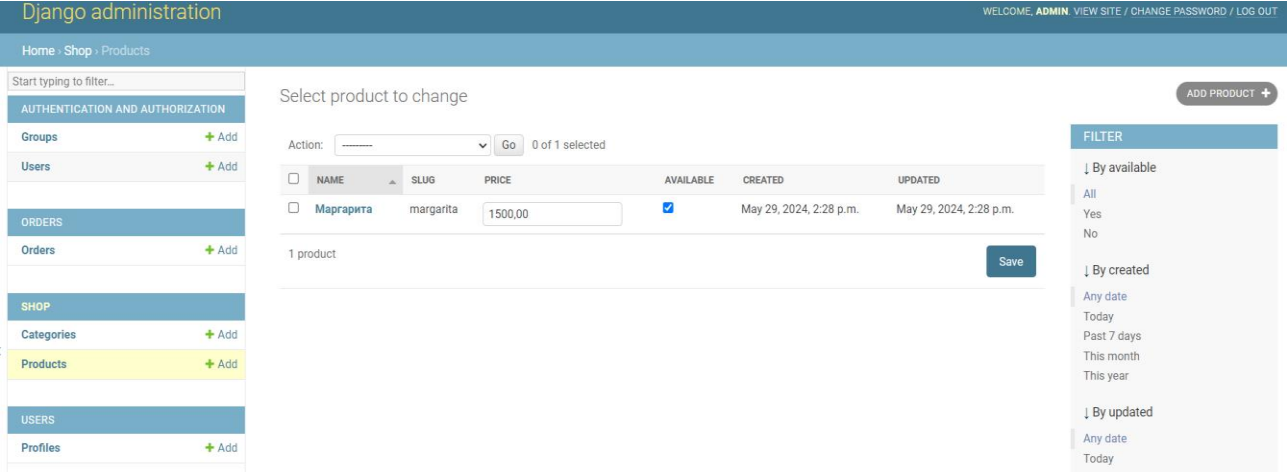 Django administration
WELCOME, ADMIN. VIEW SITE / CHANGE PASSWORD / LOG OUT
Home › Shop › Products
Start typing to filter...
AUTHENTICATION AND AUTHORIZATION
Groups + Add
Users + Add
ORDERS
Orders + Add
SHOP
Categories + Add
Products + Add
USERS
Profiles + Add
Select product to change
ADD PRODUCT +
Action: --------- Go 0 of 1 selected
NAME SLUG PRICE AVAILABLE CREATED UPDATED
Маргарита margarita 1500,00 May 29, 2024, 2:28 p.m. May 29, 2024, 2:28 p.m.
1 product
Save
FILTER
↓ By available
All
Yes
No
↓ By created
Any date
Today
Past 7 days
This month
This year
↓ By updated
Any date
Today